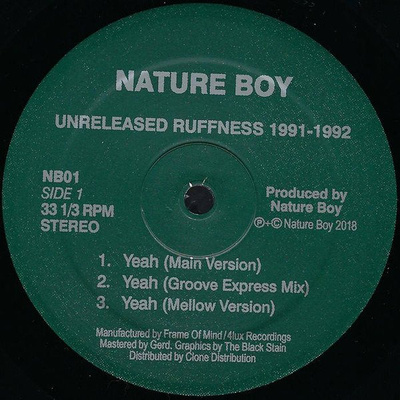 NATURE BOY
UNRELEASED RUFFNESS 1991-1992
NB01
SIDE 1
33 1/3 RPM
STEREO
Produced by
Nature Boy
℗+© Nature Boy 2018
1. Yeah (Main Version)
2. Yeah (Groove Express Mix)
3. Yeah (Mellow Version)
Manufactured by Frame Of Mind / 4lux Recordings
Mastered by Gerd. Graphics by The Black Stain
Distributed by Clone Distribution